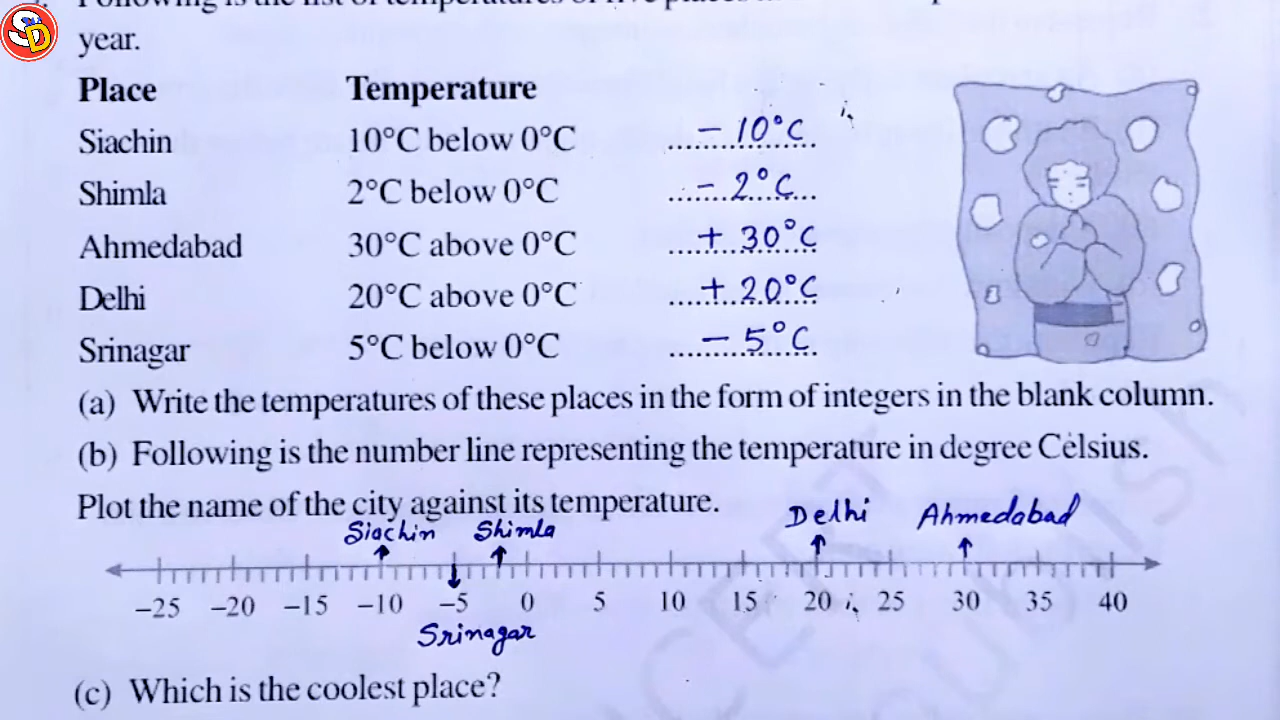 year.
Place Temperature
Siachin 10°C below 0°C - 10°C
Shimla 2°C below 0°C - 2°C
Ahmedabad 30°C above 0°C + 30°C
Delhi 20°C above 0°C + 20°C
Srinagar 5°C below 0°C - 5°C
(a) Write the temperatures of these places in the form of integers in the blank column.
(b) Following is the number line representing the temperature in degree Celsius.
Plot the name of the city against its temperature.
Siachin Shimla Delhi Ahmedabad
–25 –20 –15 –10 –5 0 5 10 15 20 25 30 35 40
Srinagar
(c) Which is the coolest place?